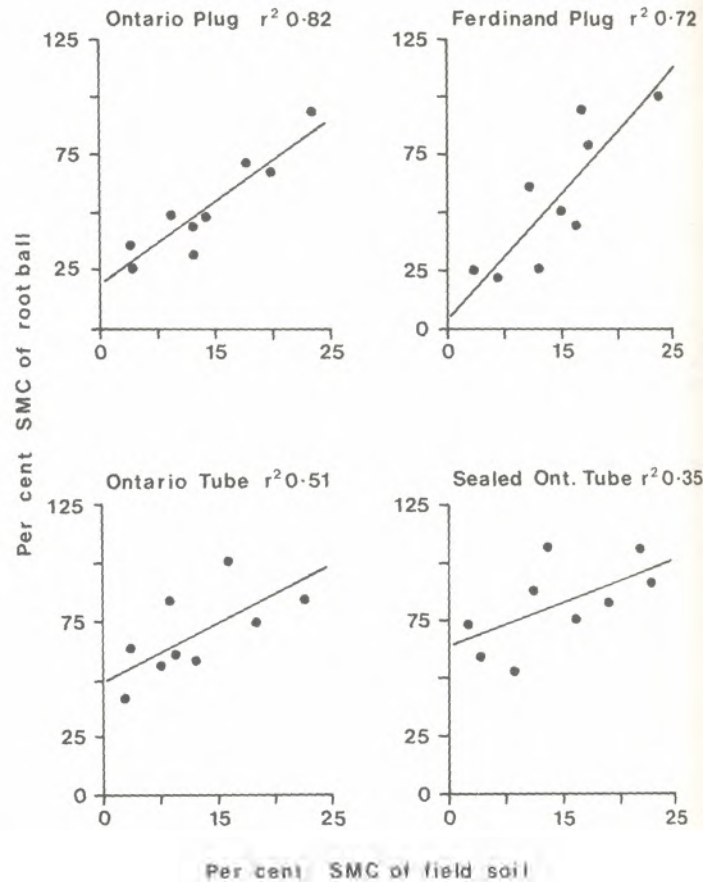 Ontario Plug r² 0·82
Ferdinand Plug r² 0·72
125
75
25
0
0 15 25
125
75
25
0
0 15 25
Per cent SMC of root ball
Ontario Tube r² 0·51
Sealed Ont. Tube r² 0·35
125
75
25
0
0 15 25
125
75
25
0
0 15 25
Per cent SMC of field soil